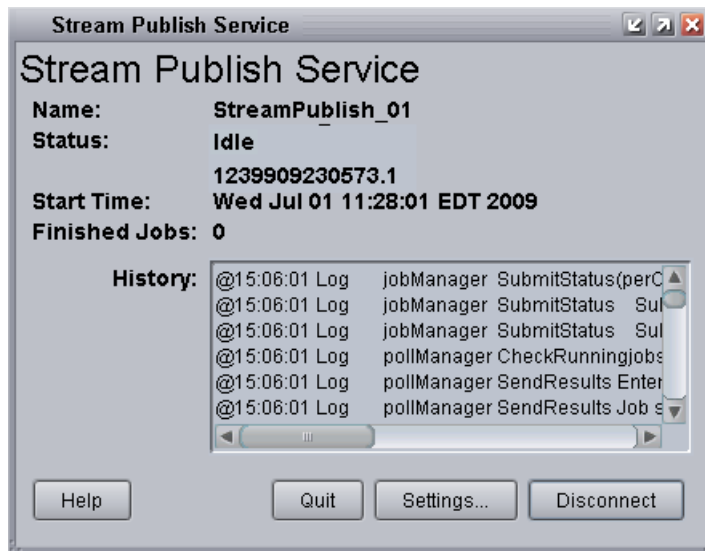 Stream Publish Service
Stream Publish Service
Name: StreamPublish_01
Status: Idle
1239909230573.1
Start Time: Wed Jul 01 11:28:01 EDT 2009
Finished Jobs: 0
History:
@15:06:01 Log jobManager SubmitStatus(perC
@15:06:01 Log jobManager SubmitStatus Sul
@15:06:01 Log jobManager SubmitStatus Sul
@15:06:01 Log pollManager CheckRunningjobs
@15:06:01 Log pollManager SendResults Enter
@15:06:01 Log pollManager SendResults Job s
Help Quit Settings... Disconnect